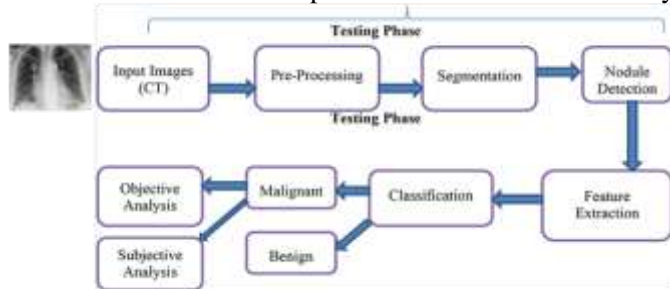 Testing Phase
Input Images
(CT)
Pre-Processing
Segmentation
Nodule
Detection
Testing Phase
Objective
Analysis
Malignant
Classification
Feature
Extraction
Subjective
Analysis
Benign